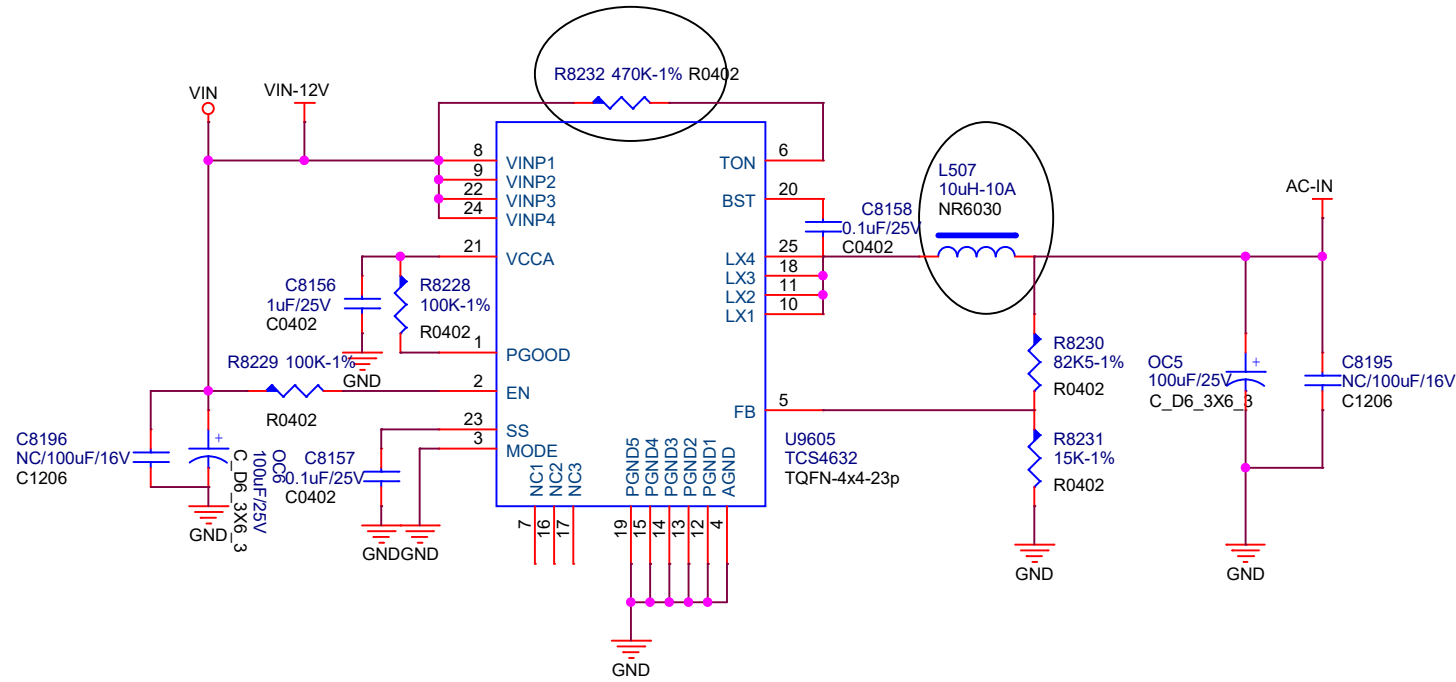 R8232 470K-1% R0402
VIN
VIN-12V
8
VINP1
9
VINP2
22
VINP3
24
VINP4
21
VCCA
1
PGOOD
2
EN
23
SS
3
MODE
6
TON
20
BST
25
LX4
18
LX3
11
LX2
10
LX1
5
FB
NC1
NC2
NC3
7
16
17
PGND5
PGND4
PGND3
PGND2
PGND1
AGND
19
15
14
13
12
4
C8156
1uF/25V
C0402
GND
R8228
100K-1%
R0402
R8229 100K-1%
R0402
C8196
NC/100uF/16V
C1206
OC6
100uF/25V
C_D6_3X6_3
GND
C8157
0.1uF/25V
C0402
GND
GND
GND
C8158
0.1uF/25V
C0402
L507
10uH-10A
NR6030
AC-IN
R8230
82K5-1%
R0402
R8231
15K-1%
R0402
GND
U9605
TCS4632
TQFN-4x4-23p
OC5
100uF/25V
C_D6_3X6_3
C8195
NC/100uF/16V
C1206
GND